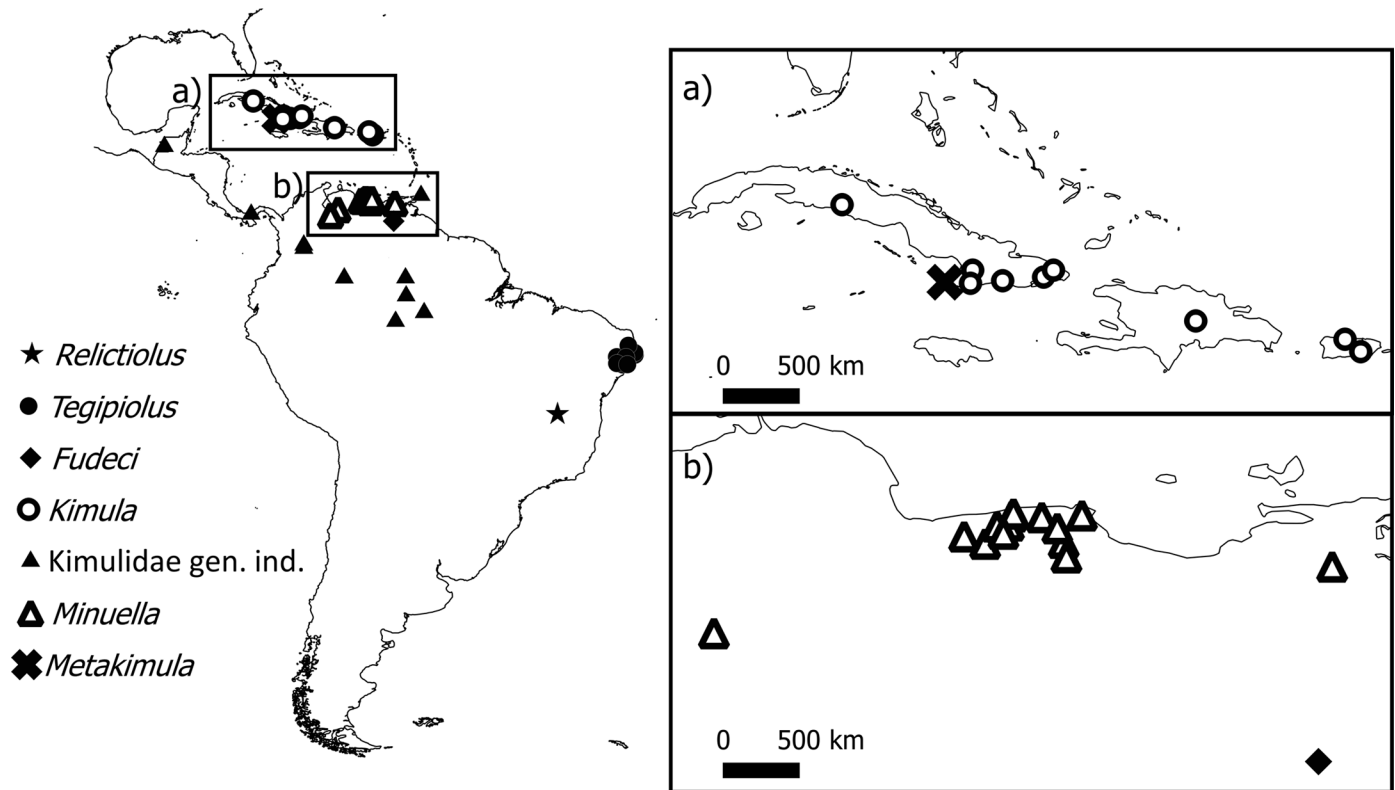 a)
b)
Relictiolus
Tegipiolus
Fudeci
Kimula
Kimulidae gen. ind.
Minuella
Metakimula
a)
0 500 km
b)
0 500 km